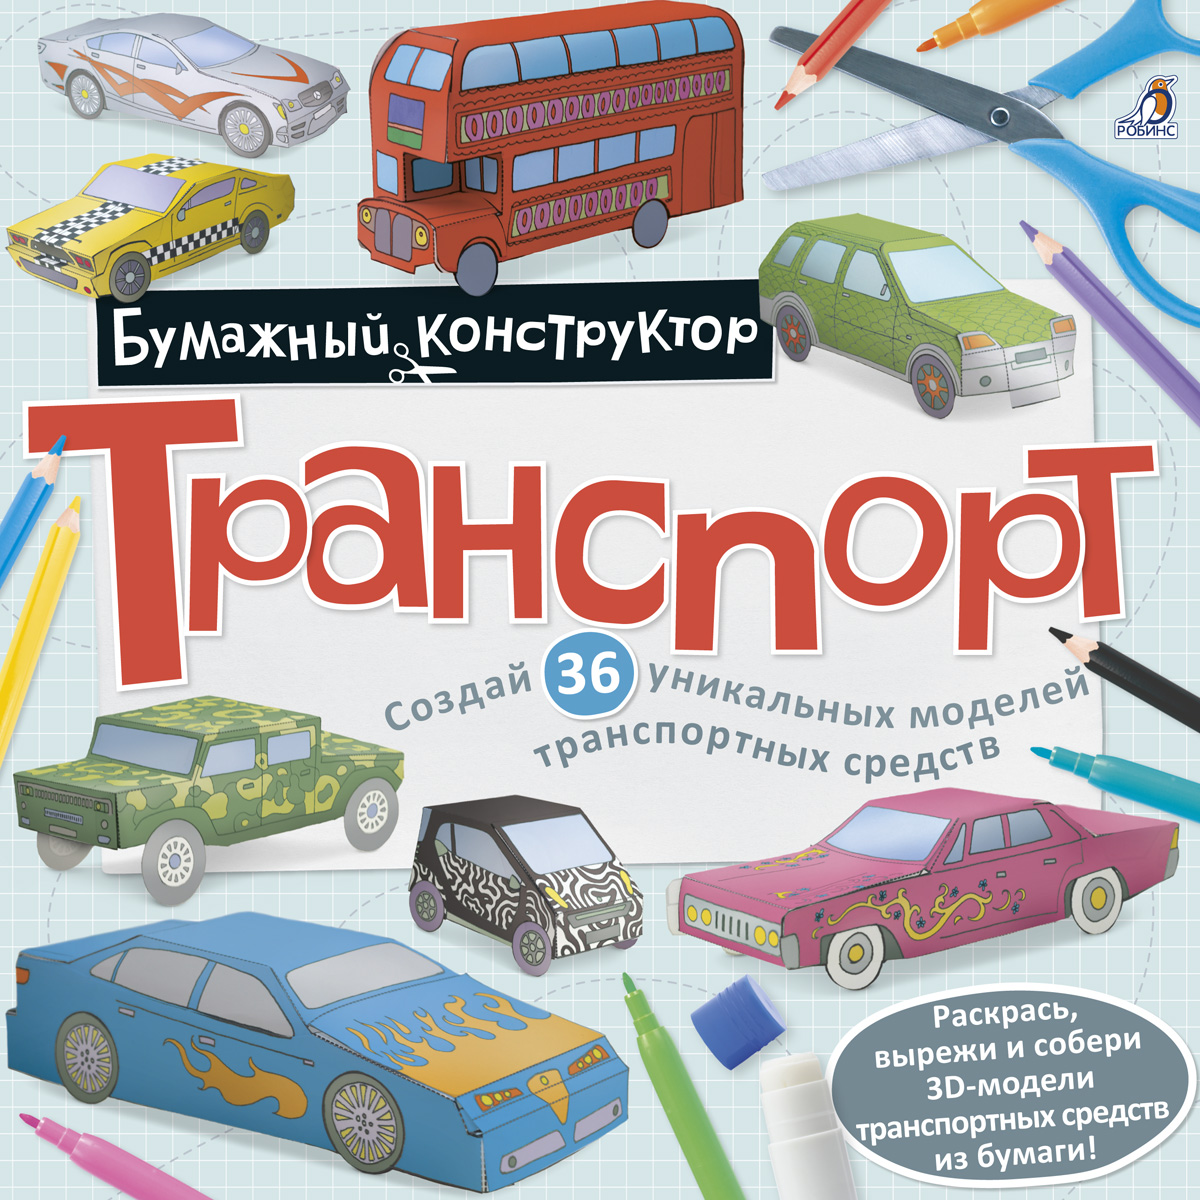 РОБИНС
Бумажный конструктор
Транспорт
Создай 36 уникальных моделей
транспортных средств
Раскрась,
вырежи и собери
3D-модели
транспортных средств
из бумаги!